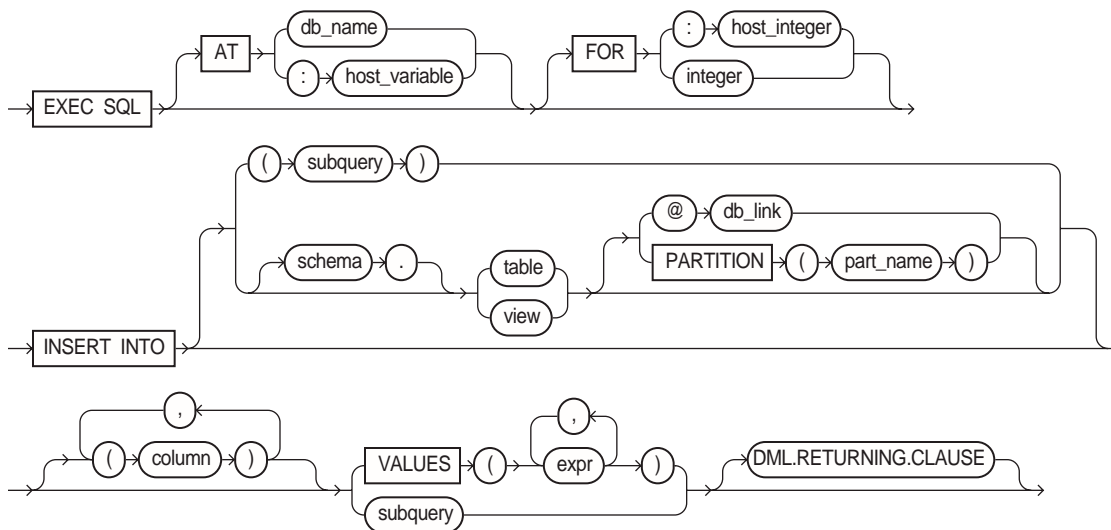 db_name : host_integer
AT FOR
: host_variable integer
EXEC SQL
( subquery )
@ db_link
schema . table PARTITION ( part_name )
view
INSERT INTO
, ,
( column ) VALUES ( expr ) DML.RETURNING.CLAUSE
subquery